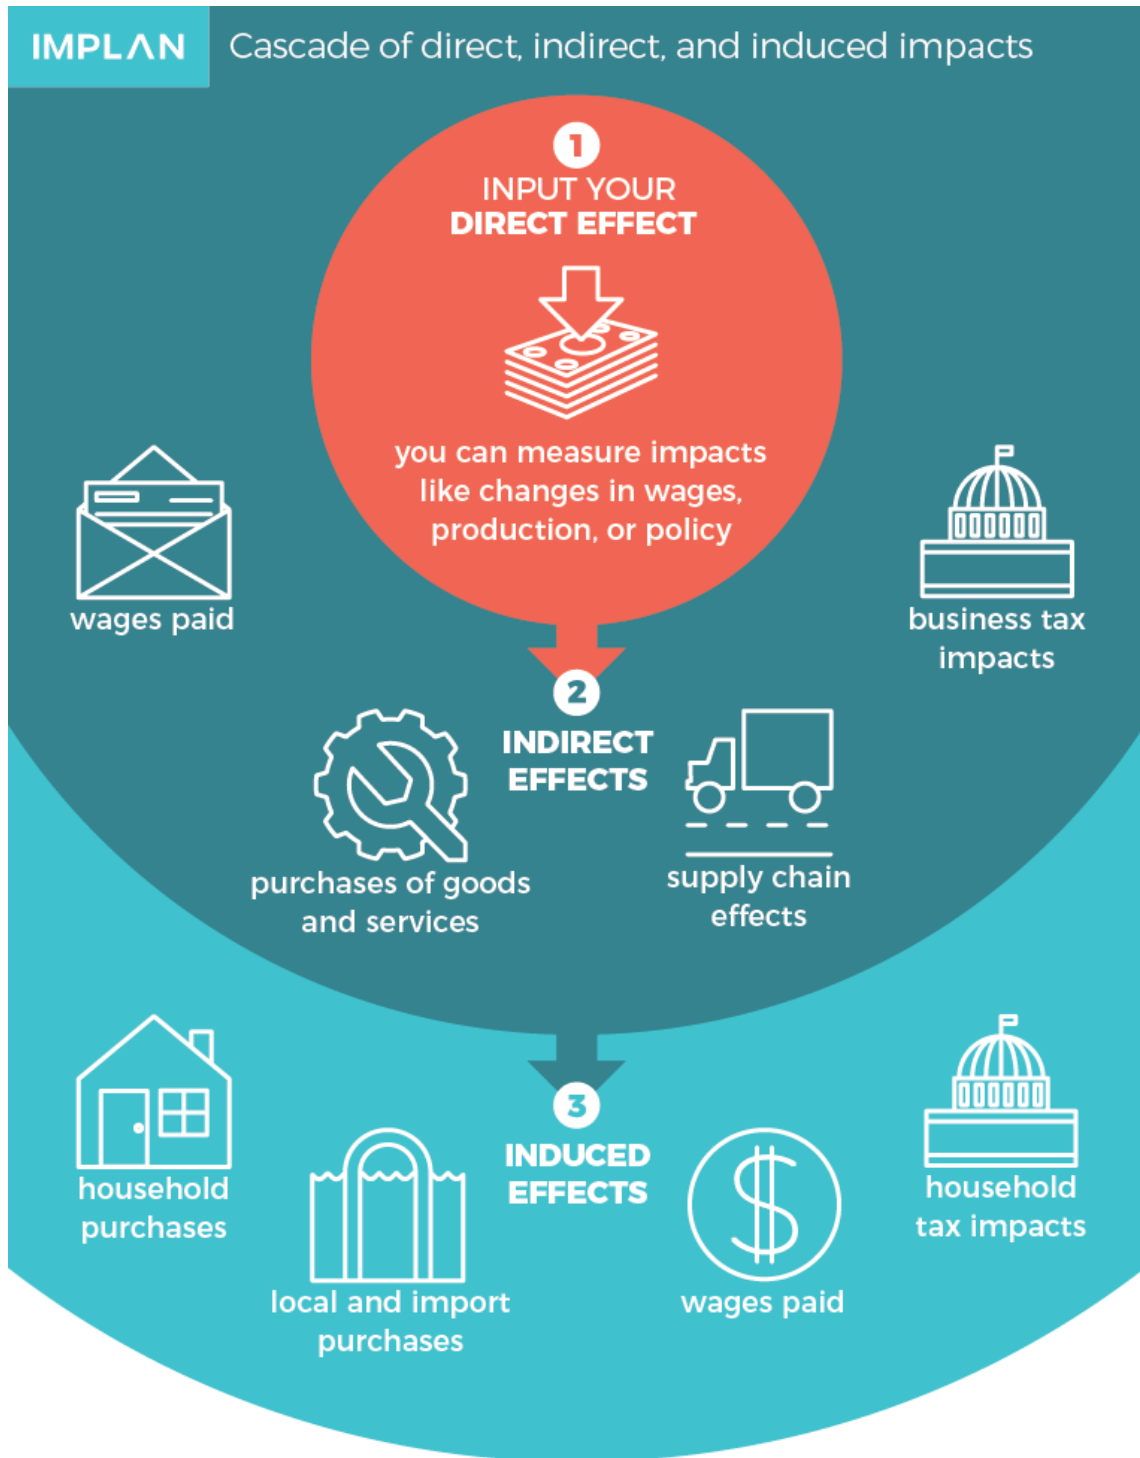 IMPLAN
Cascade of direct, indirect, and induced impacts
1
INPUT YOUR
DIRECT EFFECT
you can measure impacts
like changes in wages,
production, or policy
wages paid
business tax
impacts
2
INDIRECT
EFFECTS
purchases of goods
and services
supply chain
effects
3
INDUCED
EFFECTS
household
purchases
local and import
purchases
wages paid
household
tax impacts